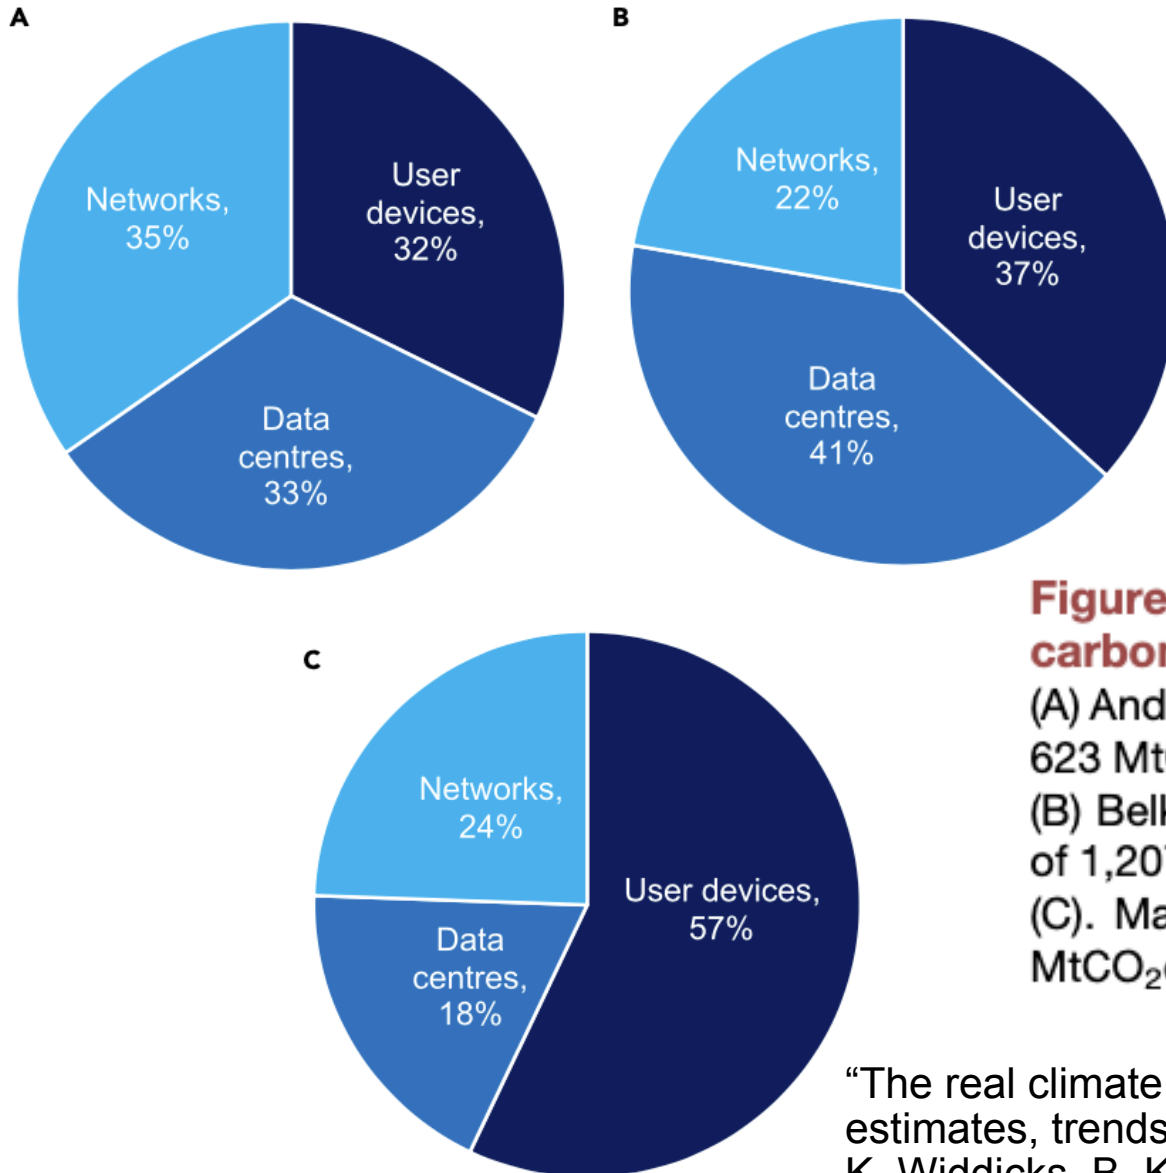 A
Networks,
35%
User
devices,
32%
Data
centres,
33%
B
Networks,
22%
User
devices,
37%
Data
centres,
41%
C
Networks,
24%
User devices,
57%
Data
centres,
18%
Figure
carbon
(A) And
623 Mt
(B) Bel
of 1,20
(C). Ma
MtCO₂
“The real climate
estimates, trends
K. Widdicks, B. K